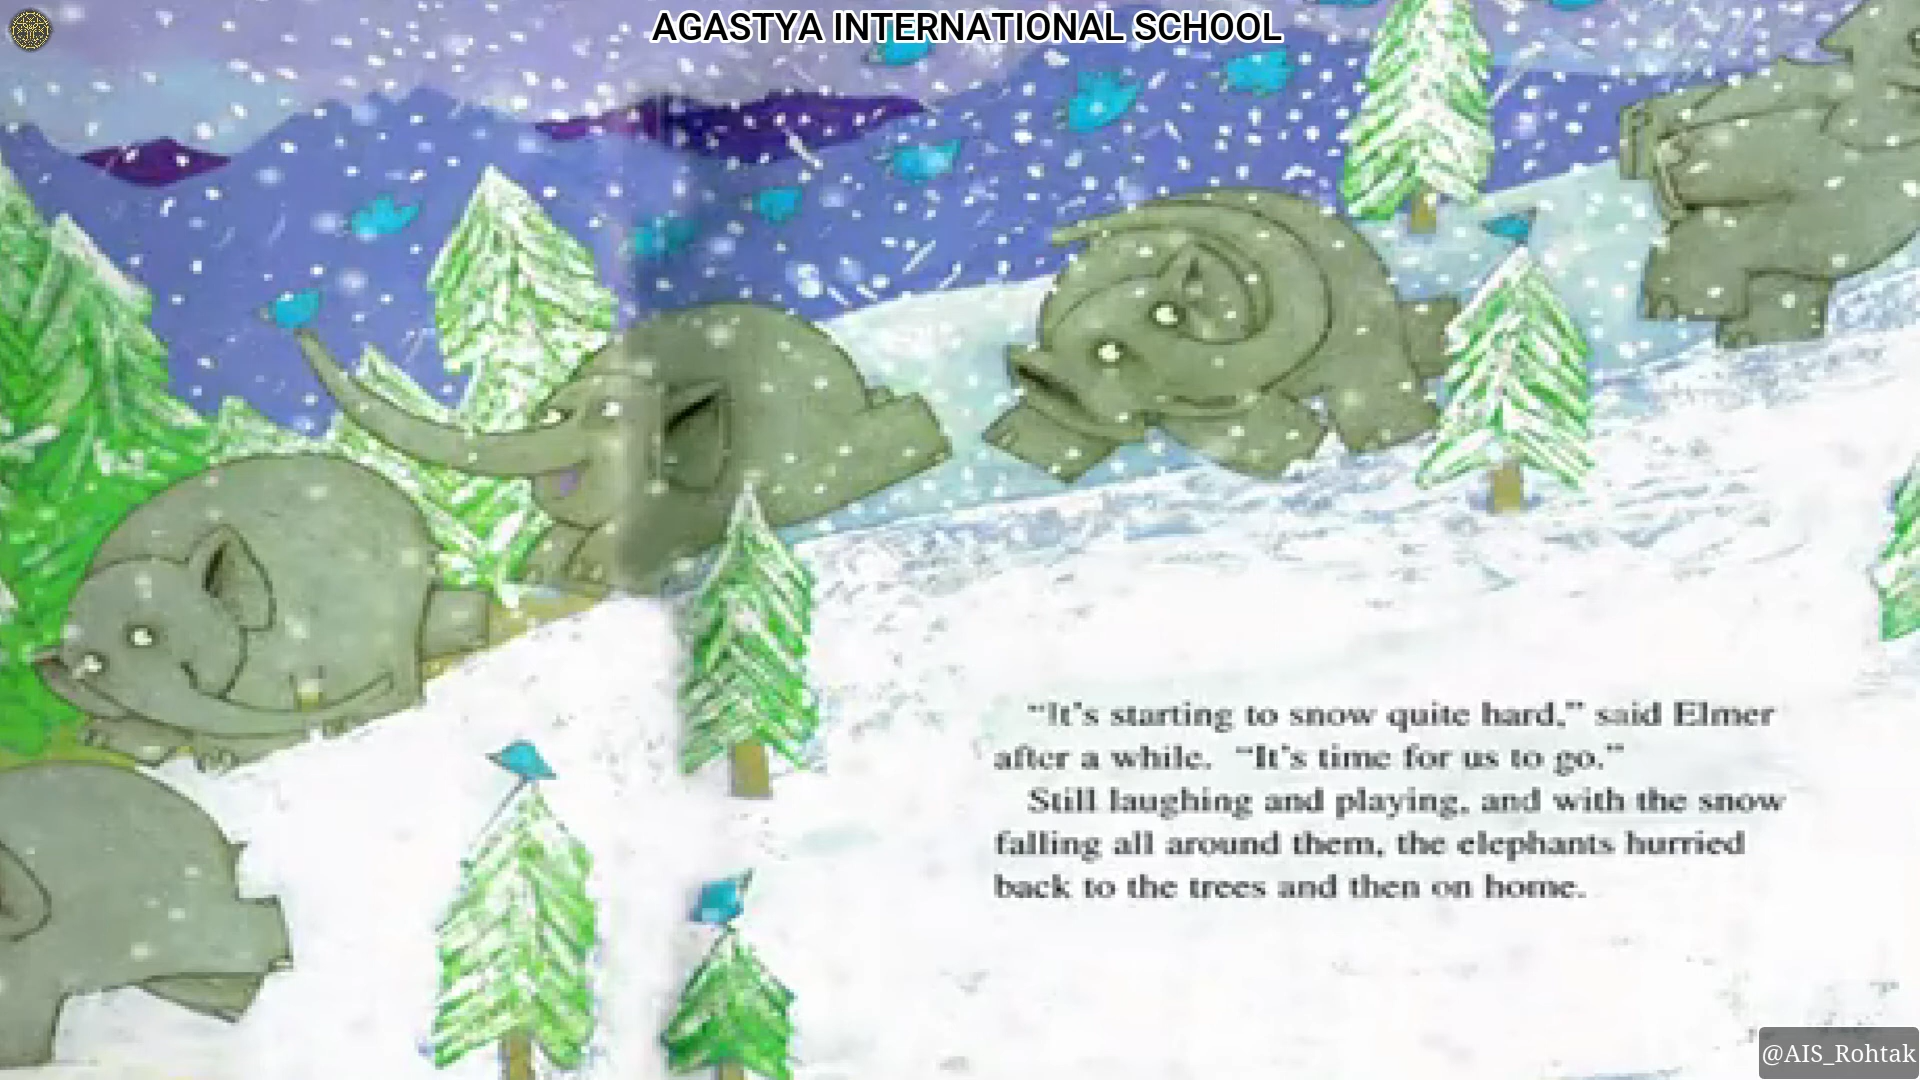 AGASTYA INTERNATIONAL SCHOOL
“It’s starting to snow quite hard,” said Elmer
after a while. “It’s time for us to go.”
Still laughing and playing, and with the snow
falling all around them, the elephants hurried
back to the trees and then on home.
@AIS_Rohtak